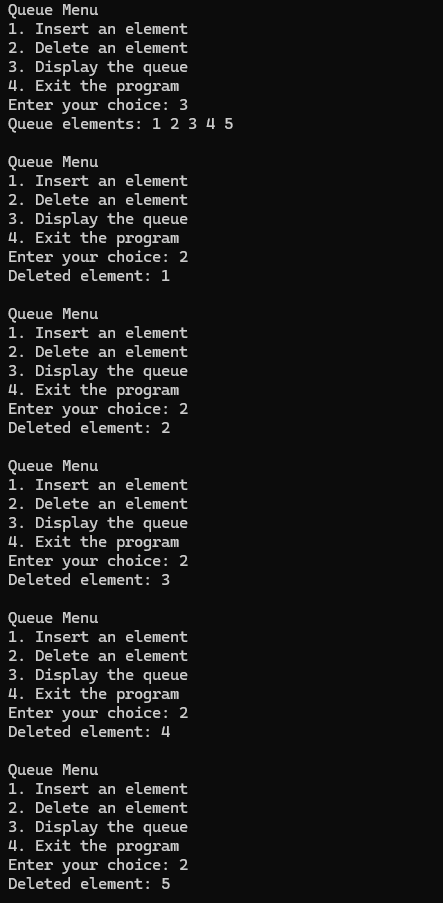 Queue Menu
1. Insert an element
2. Delete an element
3. Display the queue
4. Exit the program
Enter your choice: 3
Queue elements: 1 2 3 4 5

Queue Menu
1. Insert an element
2. Delete an element
3. Display the queue
4. Exit the program
Enter your choice: 2
Deleted element: 1

Queue Menu
1. Insert an element
2. Delete an element
3. Display the queue
4. Exit the program
Enter your choice: 2
Deleted element: 2

Queue Menu
1. Insert an element
2. Delete an element
3. Display the queue
4. Exit the program
Enter your choice: 2
Deleted element: 3

Queue Menu
1. Insert an element
2. Delete an element
3. Display the queue
4. Exit the program
Enter your choice: 2
Deleted element: 4

Queue Menu
1. Insert an element
2. Delete an element
3. Display the queue
4. Exit the program
Enter your choice: 2
Deleted element: 5